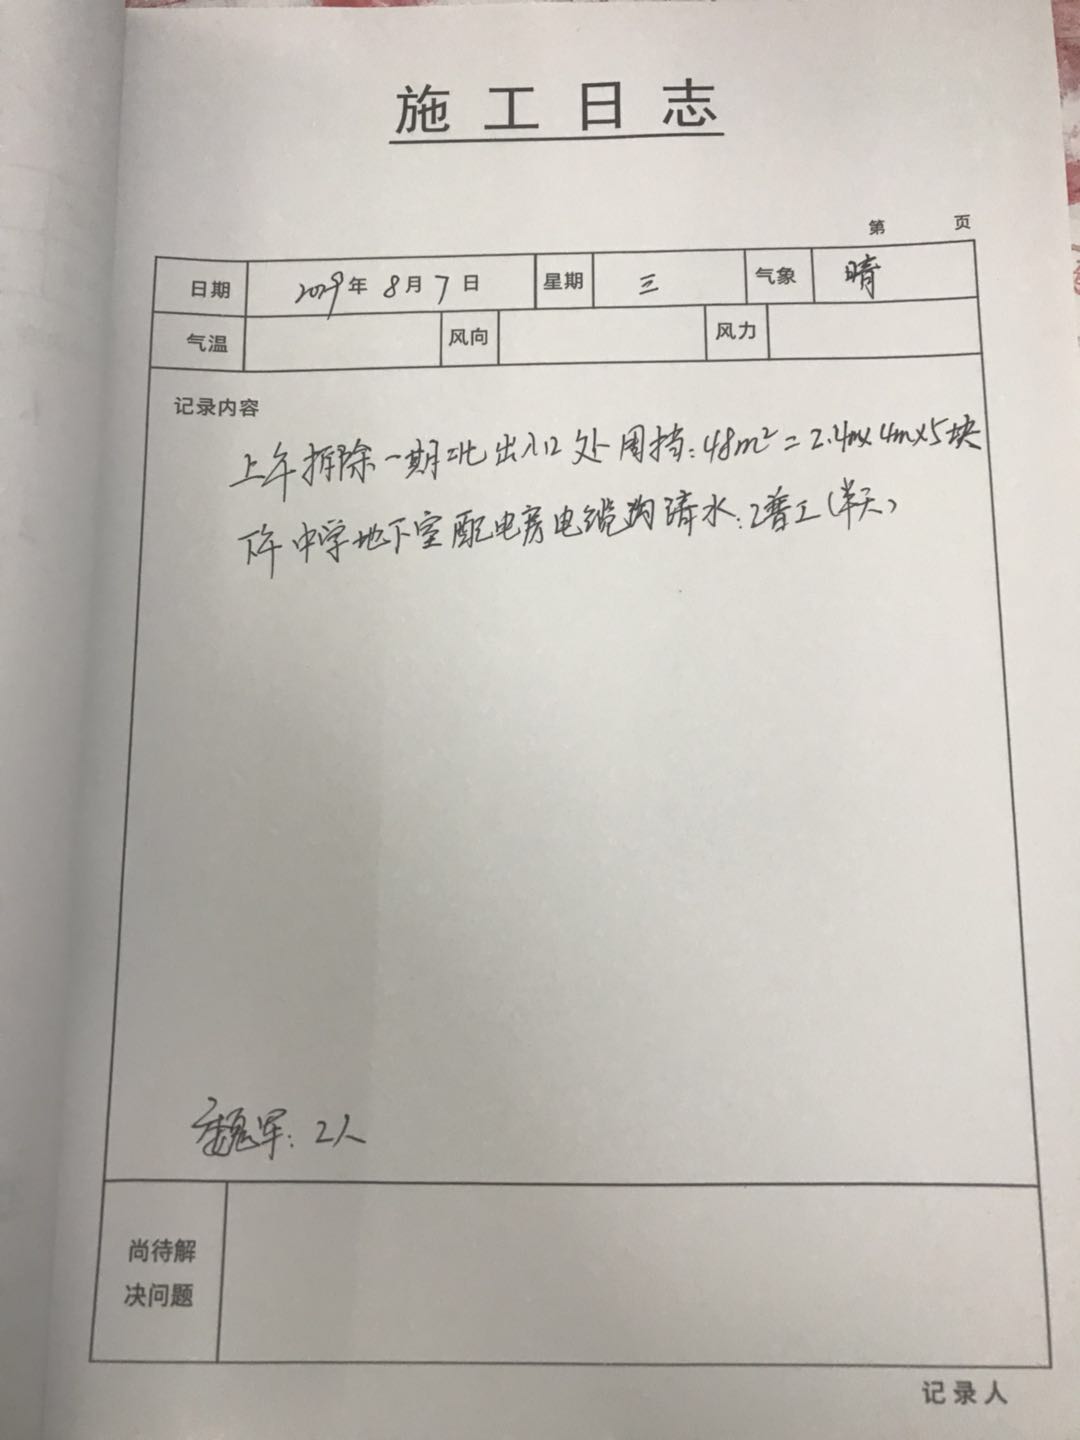 施工日志
第 页
日期 2019年 8月 7日 星期 三 气象 晴
气温 风向 风力
记录内容
上午拆除一期北出入口处围挡:48m²=2.4m×4m×5块
下午中学地下室配电房电缆沟清水:2普工(半天)
魏军:2人
尚待解
决问题
记录人